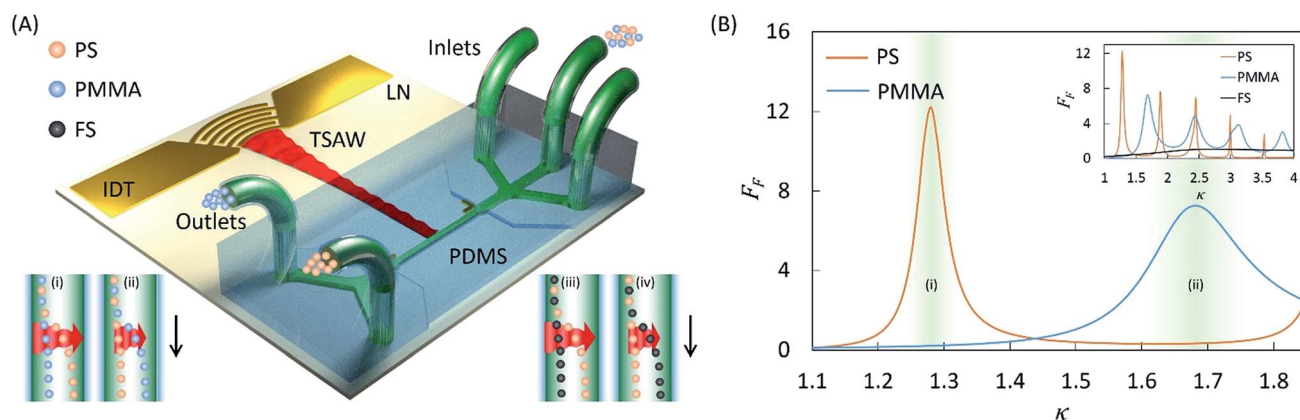 (A)
PS
PMMA
FS
Inlets
LN
TSAW
IDT
Outlets
PDMS
(i)
(ii)
(iii)
(iv)
(B)
16
12
8
4
0
F_F
PS
PMMA
(i)
(ii)
1.1
1.2
1.3
1.4
1.5
1.6
1.7
1.8
κ
12
8
4
0
F_F
PS
PMMA
FS
1
1.5
2
2.5
3
3.5
4
κ